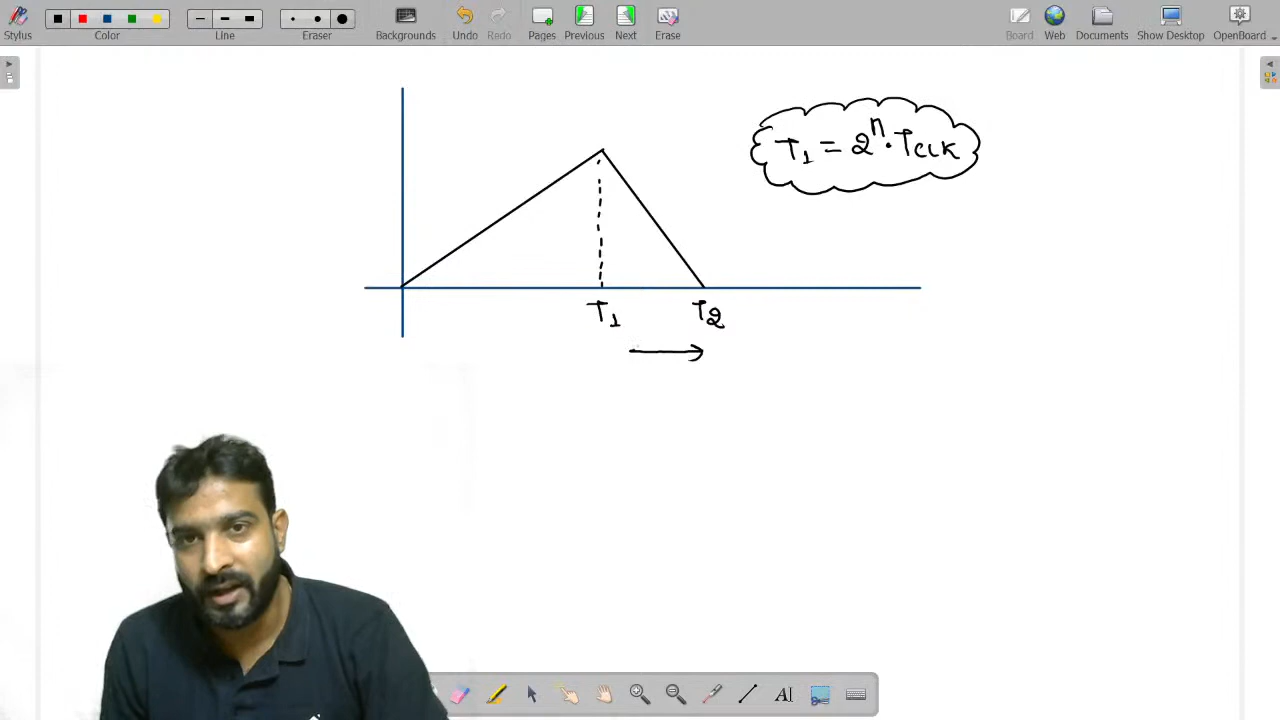 Stylus
Color
Line
Eraser
Backgrounds
Undo
Redo
Pages
Previous
Next
Erase
Board
Web
Documents
Show Desktop
OpenBoard
T₁ = 2ⁿ · TCLK
T₁
T₂
AI